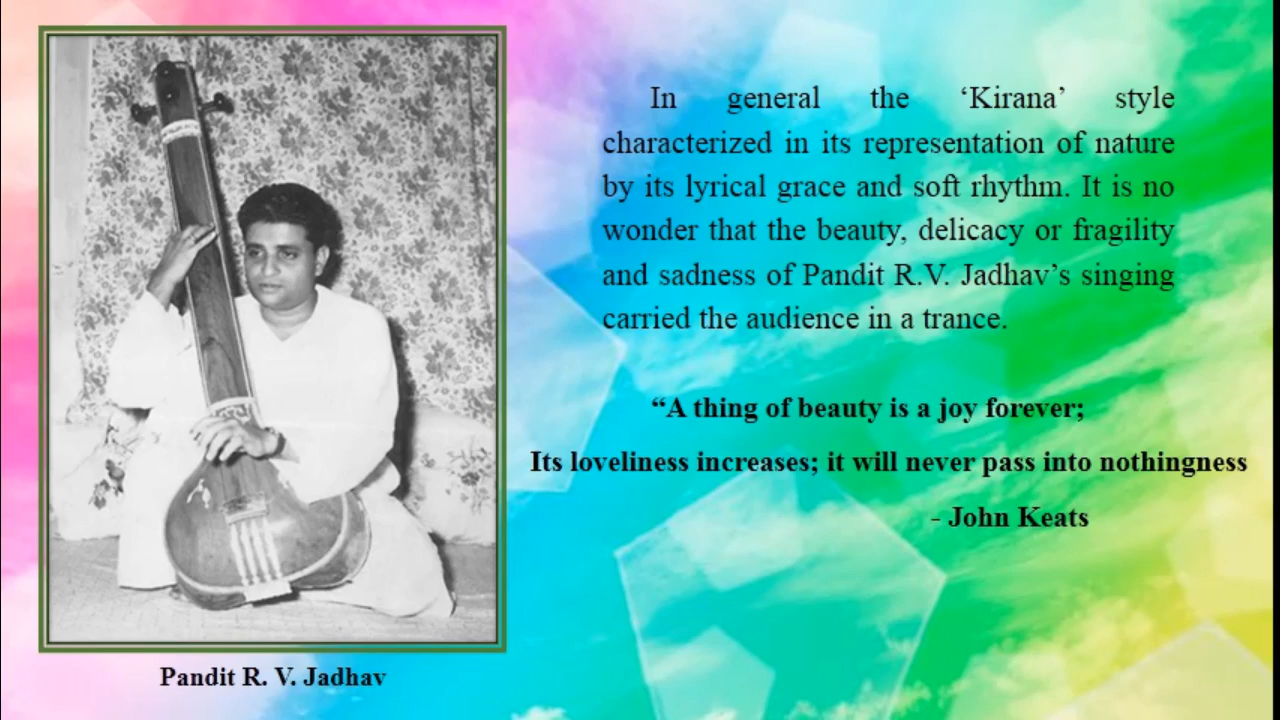 In general the ‘Kirana’ style
characterized in its representation of nature
by its lyrical grace and soft rhythm. It is no
wonder that the beauty, delicacy or fragility
and sadness of Pandit R.V. Jadhav’s singing
carried the audience in a trance.
“A thing of beauty is a joy forever;
Its loveliness increases; it will never pass into nothingness
- John Keats
Pandit R. V. Jadhav